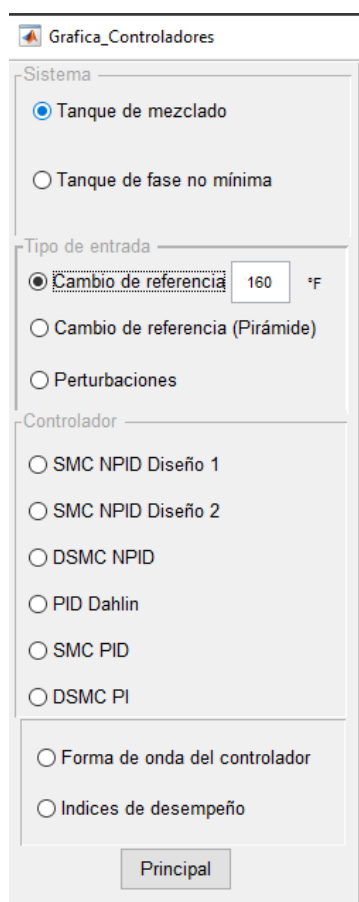 Grafica_Controladores
Sistema
Tanque de mezclado
Tanque de fase no mínima
Tipo de entrada
Cambio de referencia 160 °F
Cambio de referencia (Pirámide)
Perturbaciones
Controlador
SMC NPID Diseño 1
SMC NPID Diseño 2
DSMC NPID
PID Dahlin
SMC PID
DSMC PI
Forma de onda del controlador
Indices de desempeño
Principal